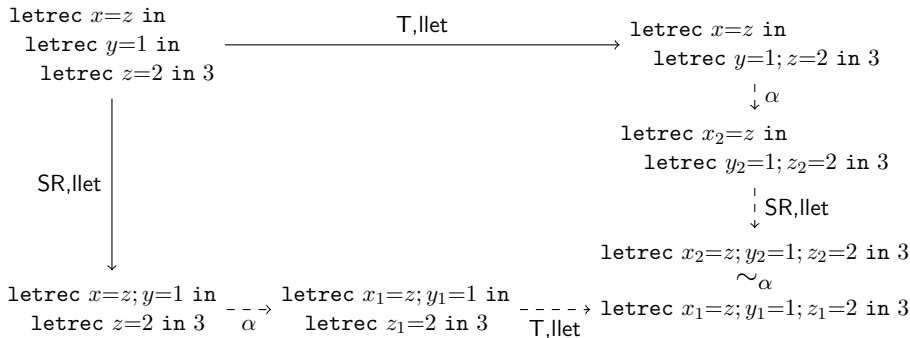 letrec x=z in
letrec y=1 in
letrec z=2 in 3
T,llet
letrec x=z in
letrec y=1; z=2 in 3
α
letrec x₂=z in
letrec y₂=1; z₂=2 in 3
SR,llet
SR,llet
letrec x₂=z; y₂=1; z₂=2 in 3
∼α
letrec x=z; y=1 in
letrec z=2 in 3
α
letrec x₁=z; y₁=1 in
letrec z₁=2 in 3
T,llet
letrec x₁=z; y₁=1; z₁=2 in 3